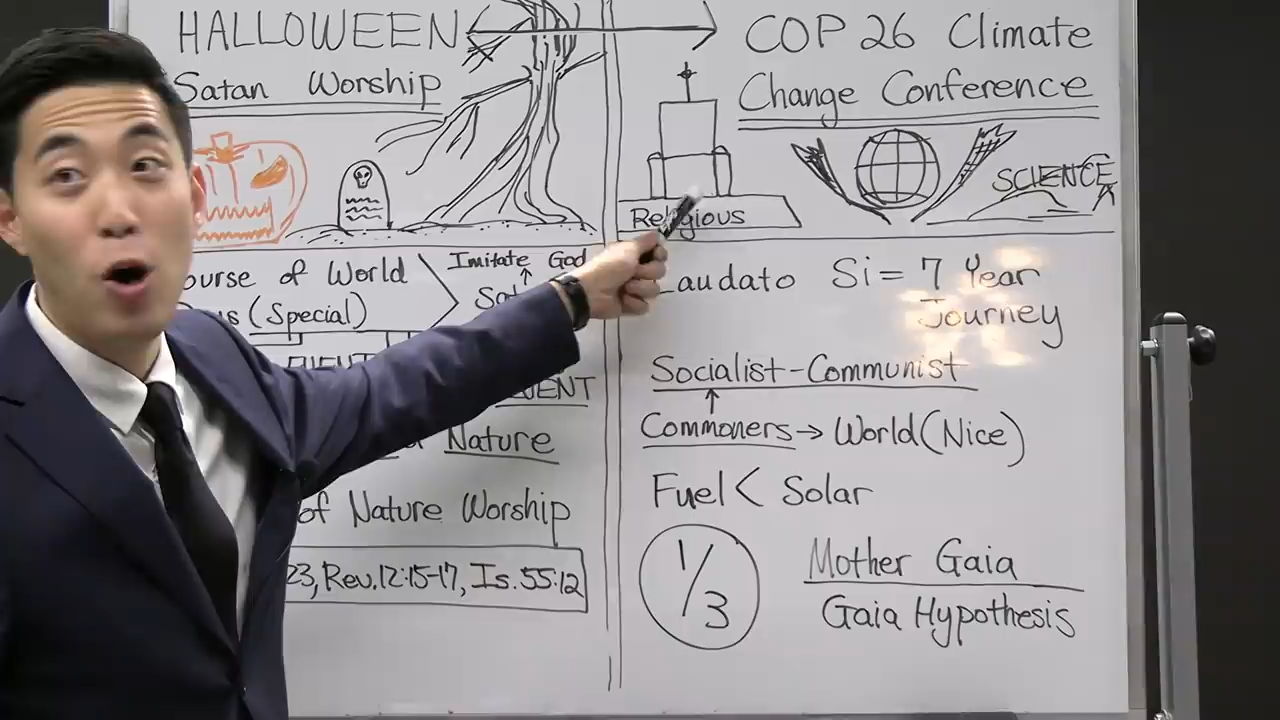 HALLOWEEN
Satan Worship
Imitate God
ourse of World
(Special)
Nature
of Nature Worship
23, Rev. 12:15-17, Is. 55:12
COP 26 Climate
Change Conference
SCIENCE
Religious
Laudato Si = 7 Year
Journey
Socialist-Communist
Commoners → World (Nice)
Fuel < Solar
1/3
Mother Gaia
Gaia Hypothesis